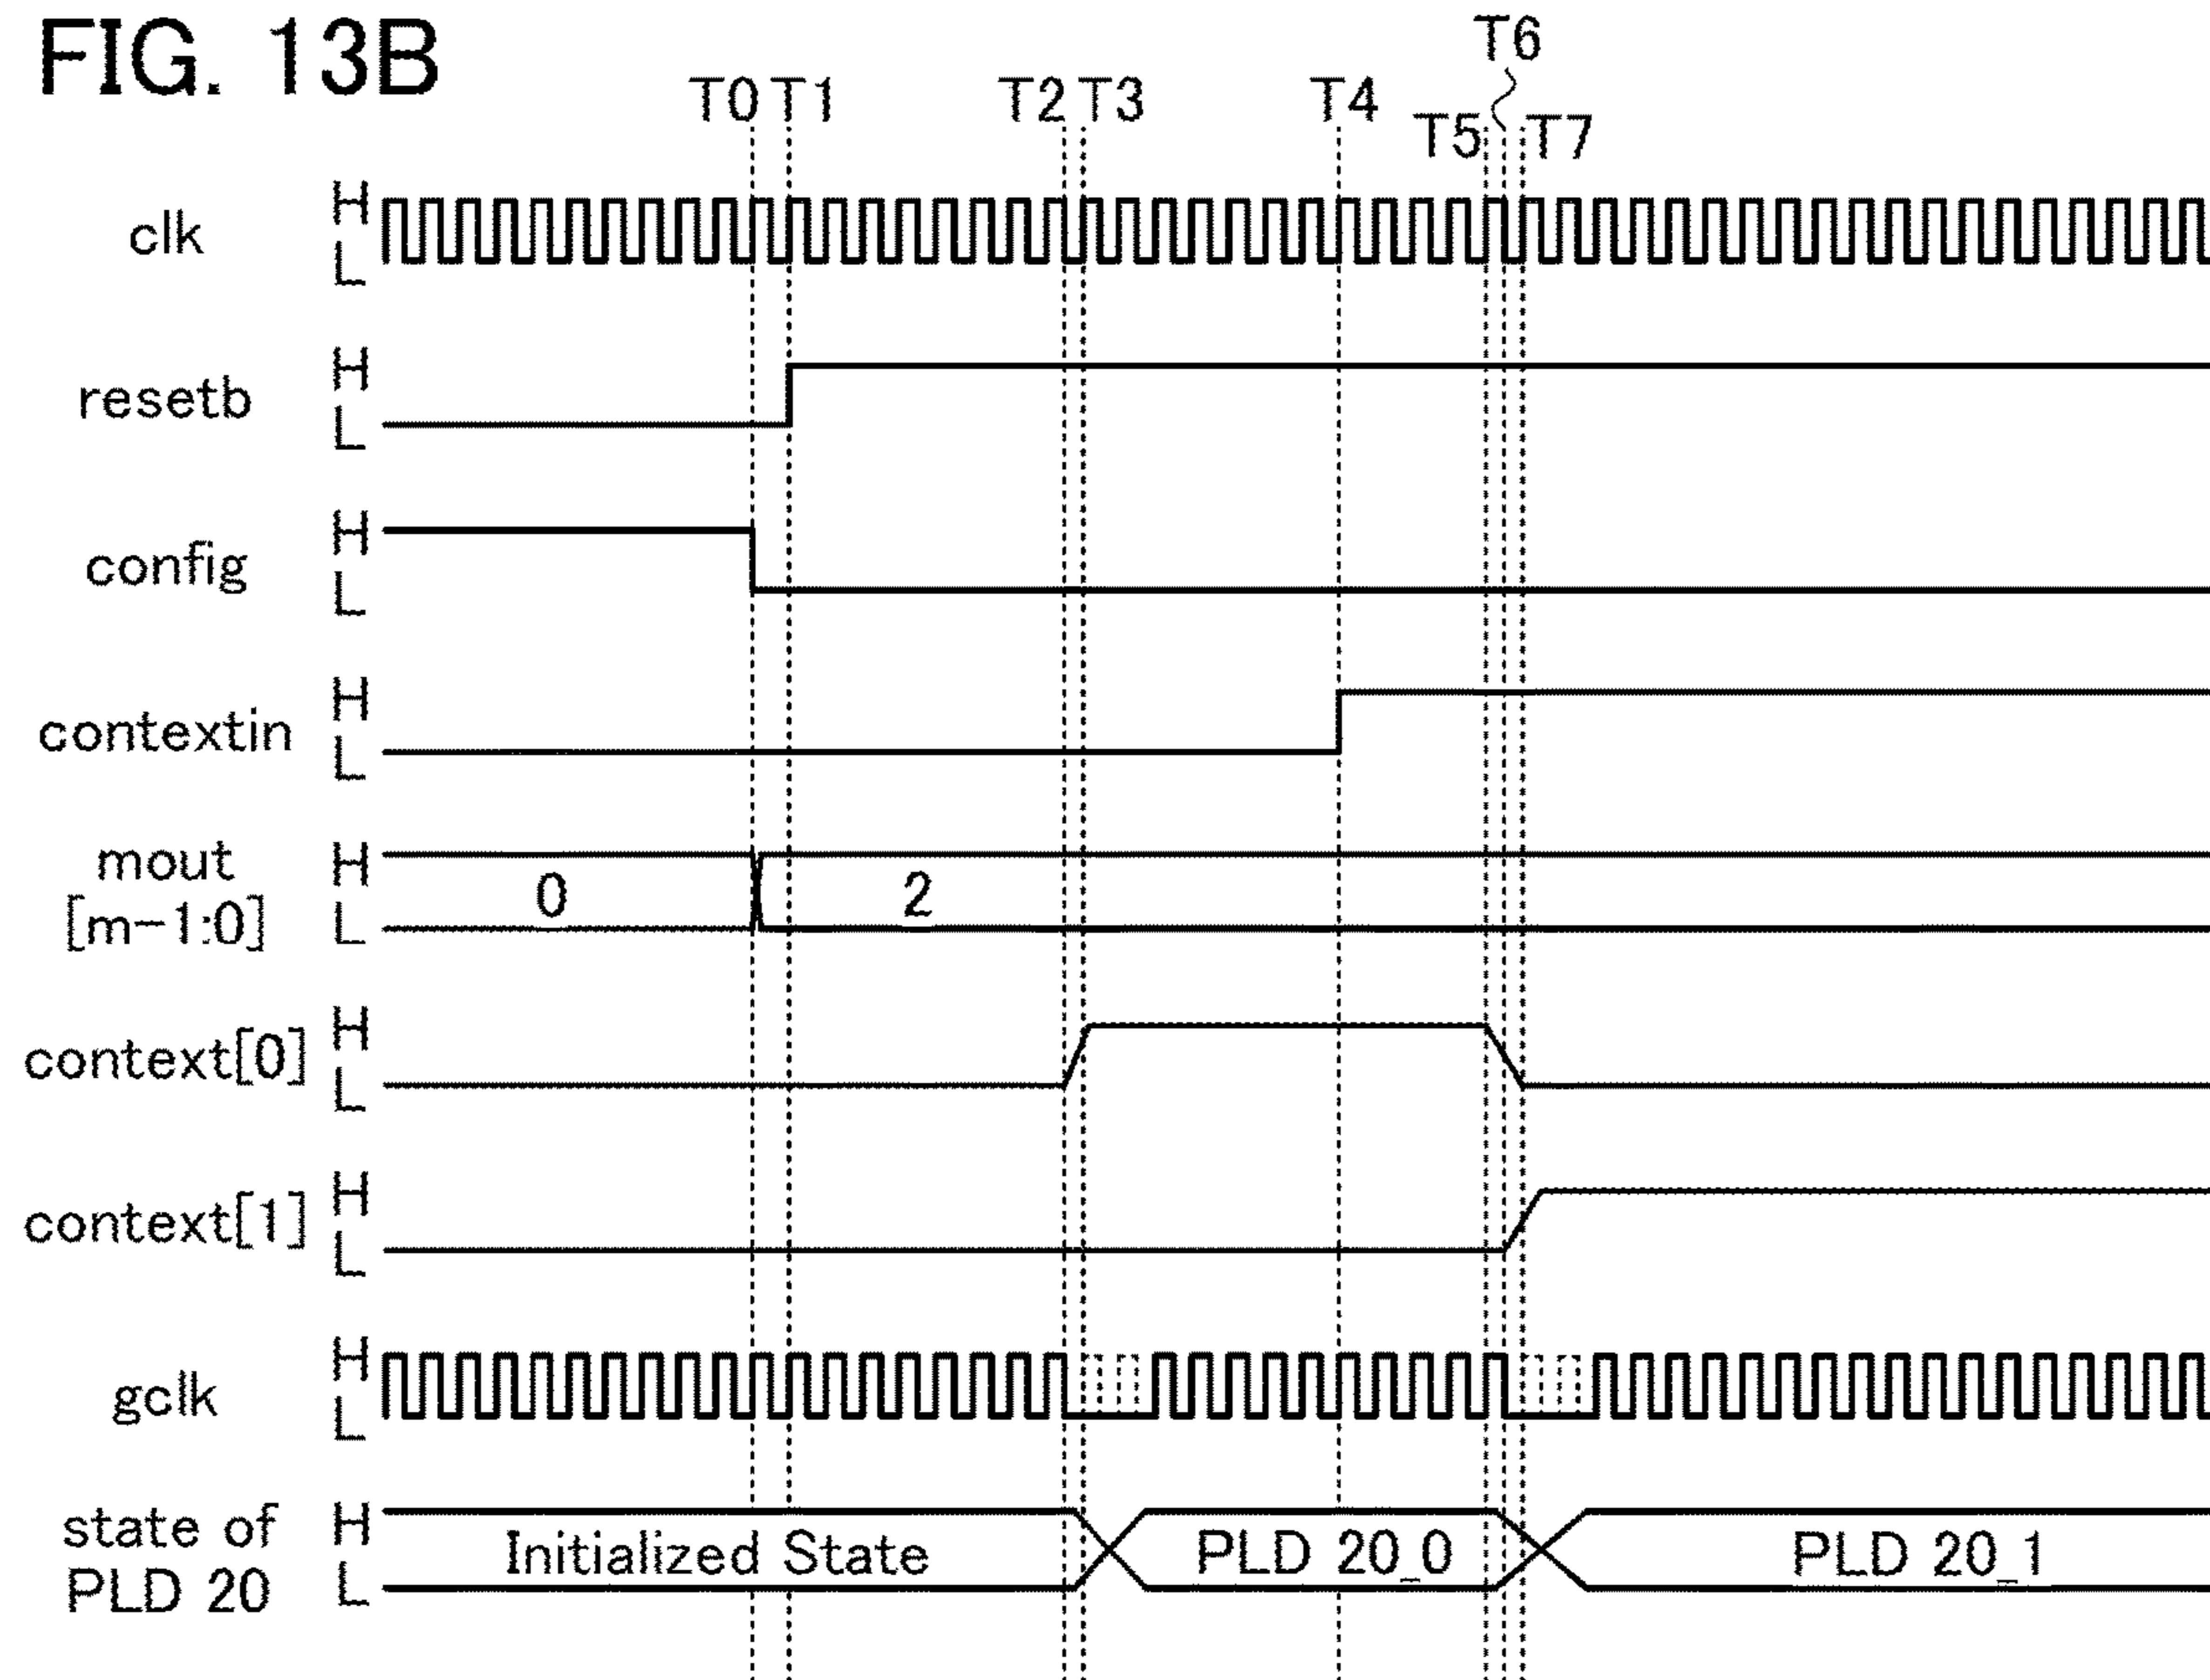 FIG. 13B
T0 T1 T2 T3 T4 T5 T6 T7
clk H L
resetb H L
config H L
contextin H L
mout
[m-1:0] H L 0 2
context[0] H L
context[1] H L
gclk H L
state of
PLD 20 H L Initialized State PLD 20_0 PLD 20_1